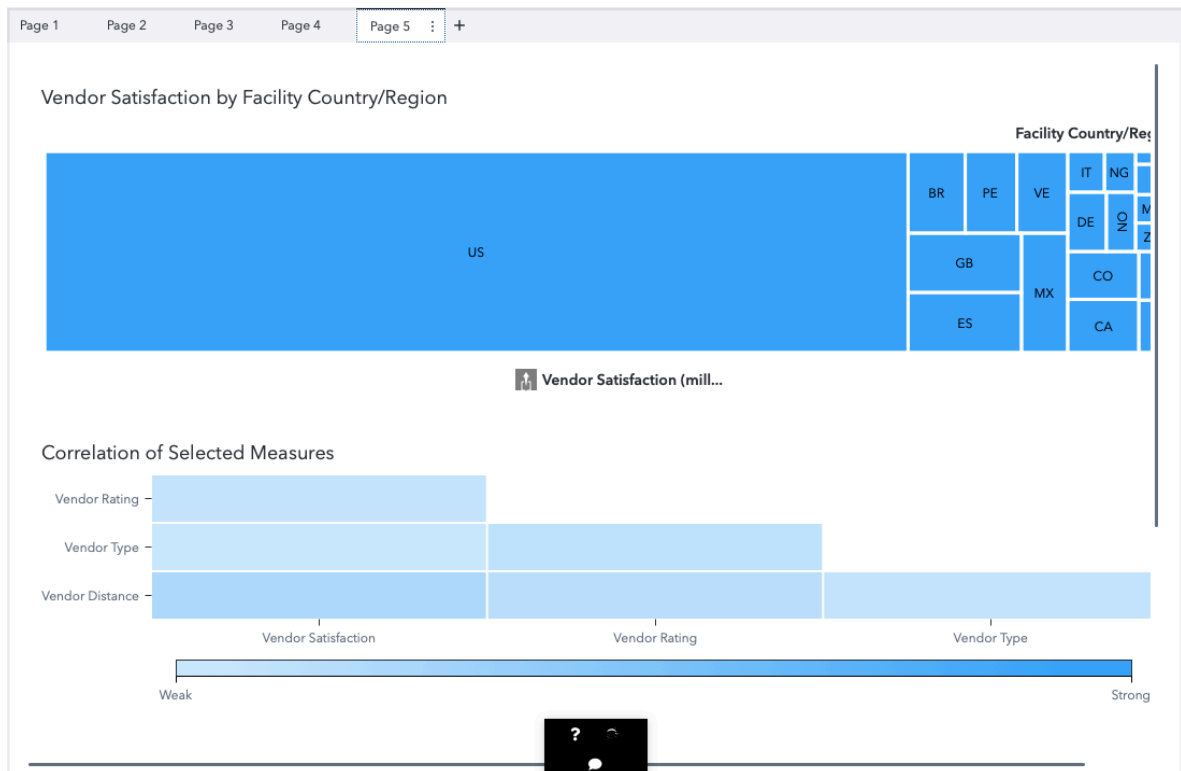 Page 1 Page 2 Page 3 Page 4 Page 5 ⋮ +
Vendor Satisfaction by Facility Country/Region
Facility Country/Reg
US
BR
PE
VE
IT
NG
DE
NO
GB
MX
CO
ES
CA
M
Z
Vendor Satisfaction (mill...
Correlation of Selected Measures
Vendor Rating
Vendor Type
Vendor Distance
Vendor Satisfaction Vendor Rating Vendor Type
Weak Strong
?